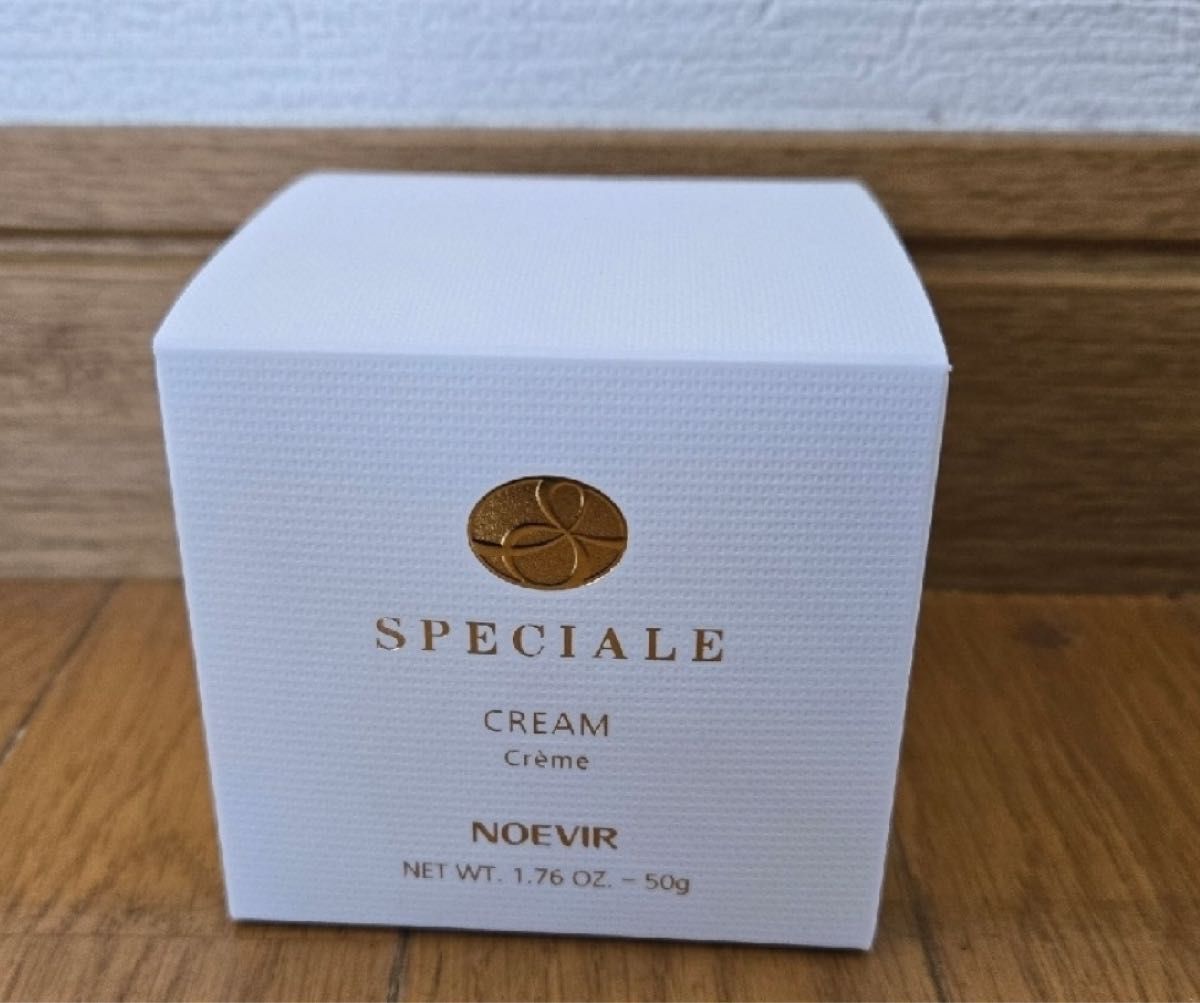 SPECIALE
CREAM
Crème
NOEVIR
NET WT. 1.76 OZ. – 50g